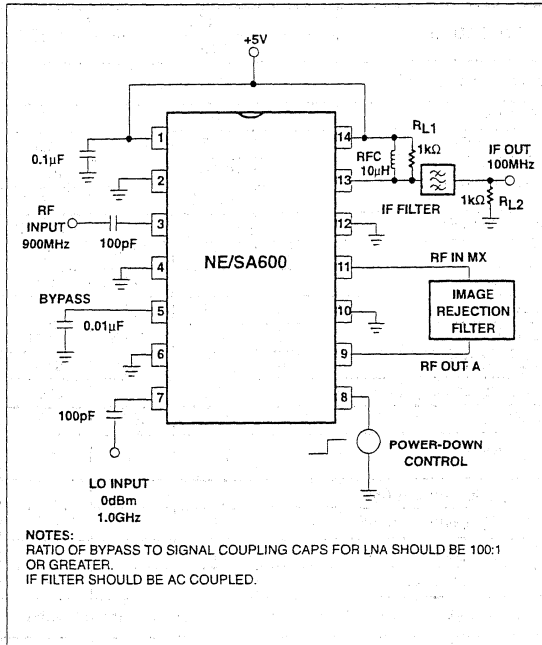 +5V
1
14
0.1µF
RFC
10µH
RL1
1kΩ
IF OUT
100MHz
2
13
IF FILTER
1kΩ
RL2
RF
INPUT
900MHz
100pF
3
12
NE/SA600
4
11
RF IN MX
BYPASS
0.01µF
5
10
IMAGE
REJECTION
FILTER
6
9
RF OUT A
100pF
7
8
POWER-DOWN
CONTROL
LO INPUT
0dBm
1.0GHz
NOTES:
RATIO OF BYPASS TO SIGNAL COUPLING CAPS FOR LNA SHOULD BE 100:1
OR GREATER.
IF FILTER SHOULD BE AC COUPLED.